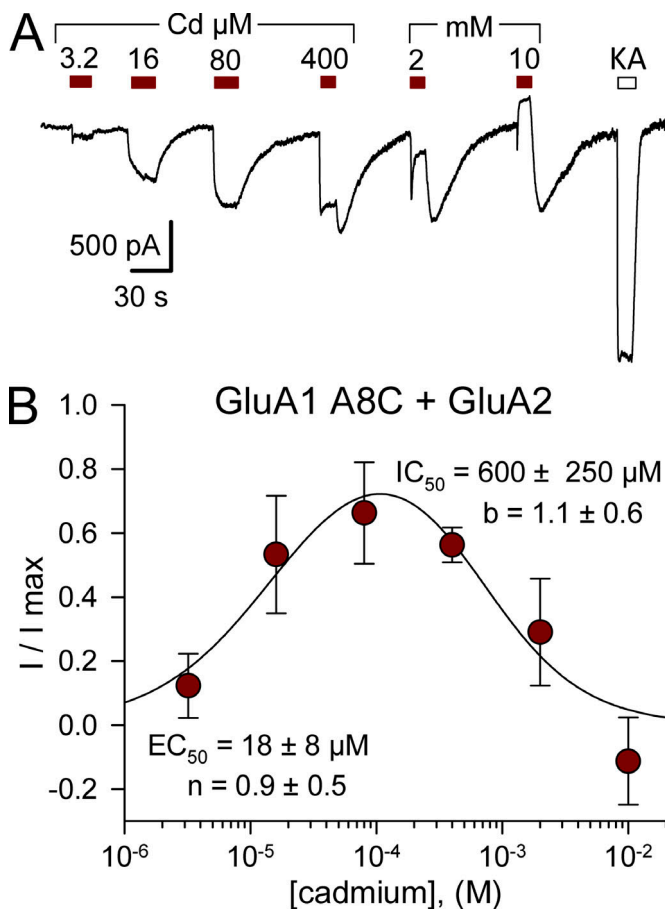 A
Cd µM
mM
3.2 16 80 400 2 10 KA
500 pA
30 s
B
GluA1 A8C + GluA2
1.0
0.8
0.6
0.4
0.2
0.0
-0.2
I / I max
IC50 = 600 ± 250 µM
b = 1.1 ± 0.6
EC50 = 18 ± 8 µM
n = 0.9 ± 0.5
10-6 10-5 10-4 10-3 10-2
[cadmium], (M)